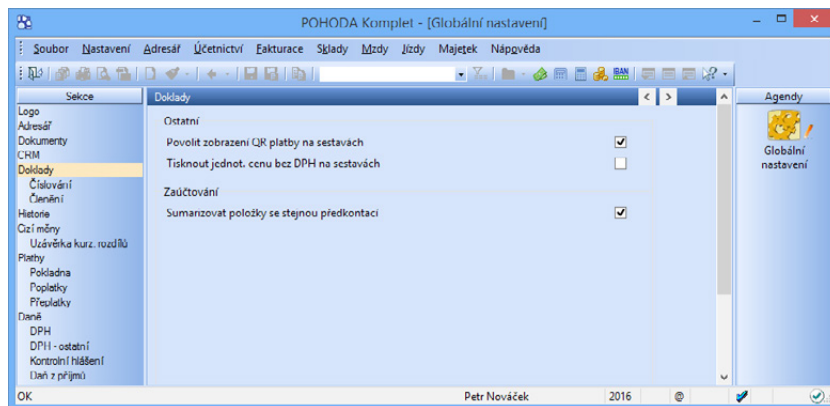 POHODA Komplet - [Globální nastavení]
Soubor Nastavení Adresář Účetnictví Fakturace Sklady Mzdy Jízdy Majetek Nápověda
IBAN
Sekce
Logo
Adresář
Dokumenty
CRM
Doklady
Číslování
Členění
Historie
Cizí měny
Uzávěrka kurz. rozdílů
Platby
Pokladna
Poplatky
Přeplatky
Daně
DPH
DPH - ostatní
Kontrolní hlášení
Daň z příjmů
Doklady
Ostatní
Povolit zobrazení QR platby na sestavách
Tisknout jednot. cenu bez DPH na sestavách
Zaúčtování
Sumarizovat položky se stejnou předkontací
Agendy
Globální
nastavení
OK Petr Nováček 2016 @